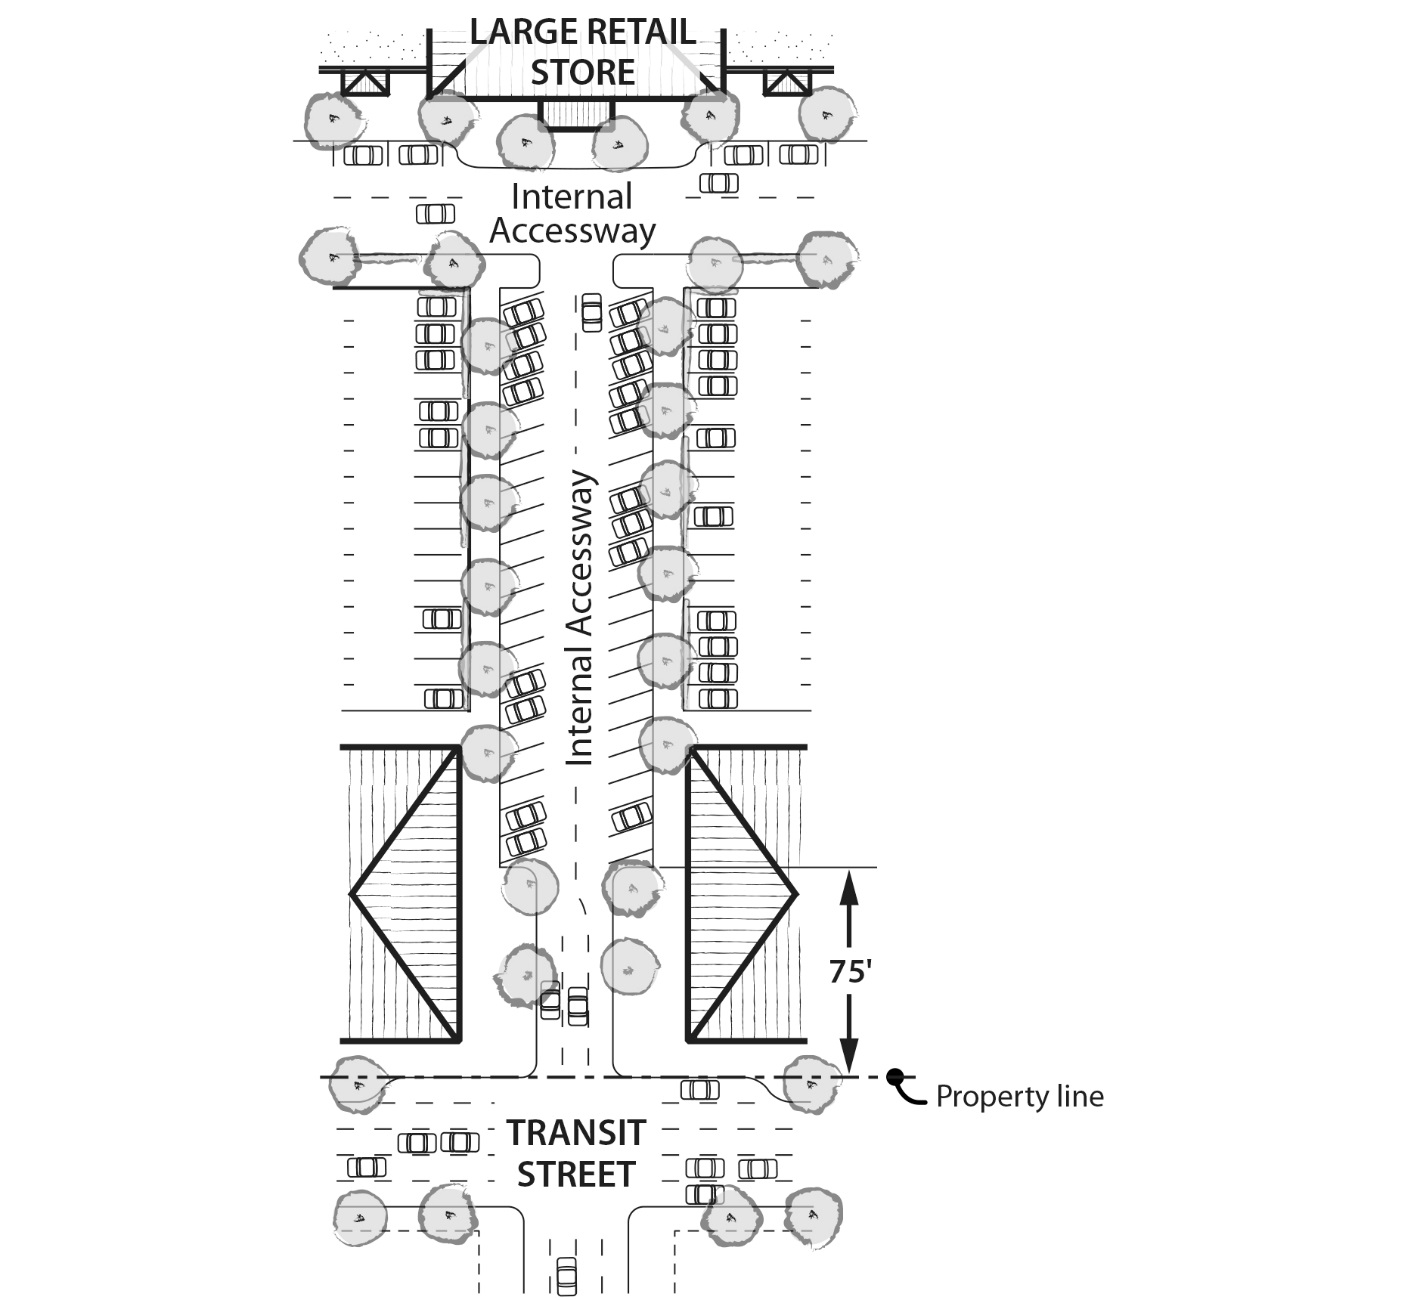 LARGE RETAIL
STORE
Internal
Accessway
Internal Accessway
75'
Property line
TRANSIT
STREET